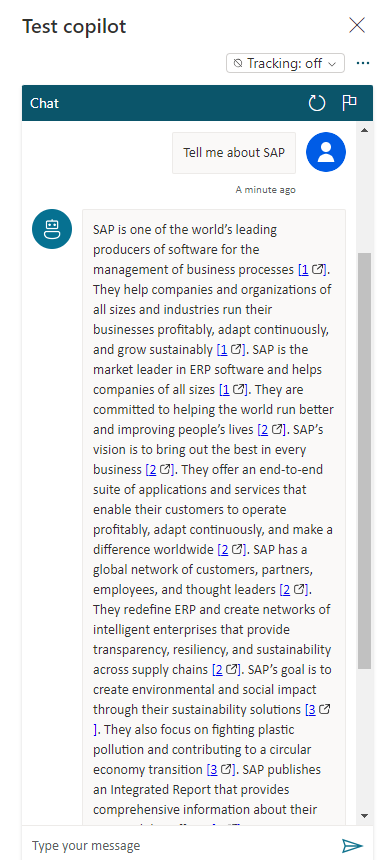 Test copilot
Tracking: off
Chat
Tell me about SAP
A minute ago
SAP is one of the world’s leading
producers of software for the
management of business processes [1].
They help companies and organizations of
all sizes and industries run their
businesses profitably, adapt continuously,
and grow sustainably [1]. SAP is the
market leader in ERP software and helps
companies of all sizes [1]. They are
committed to helping the world run better
and improving people’s lives [2]. SAP’s
vision is to bring out the best in every
business [2]. They offer an end-to-end
suite of applications and services that
enable their customers to operate
profitably, adapt continuously, and make a
difference worldwide [2]. SAP has a
global network of customers, partners,
employees, and thought leaders [2].
They redefine ERP and create networks of
intelligent enterprises that provide
transparency, resiliency, and sustainability
across supply chains [2]. SAP’s goal is to
create environmental and social impact
through their sustainability solutions [3
]. They also focus on fighting plastic
pollution and contributing to a circular
economy transition [3]. SAP publishes
an Integrated Report that provides
comprehensive information about their
Type your message